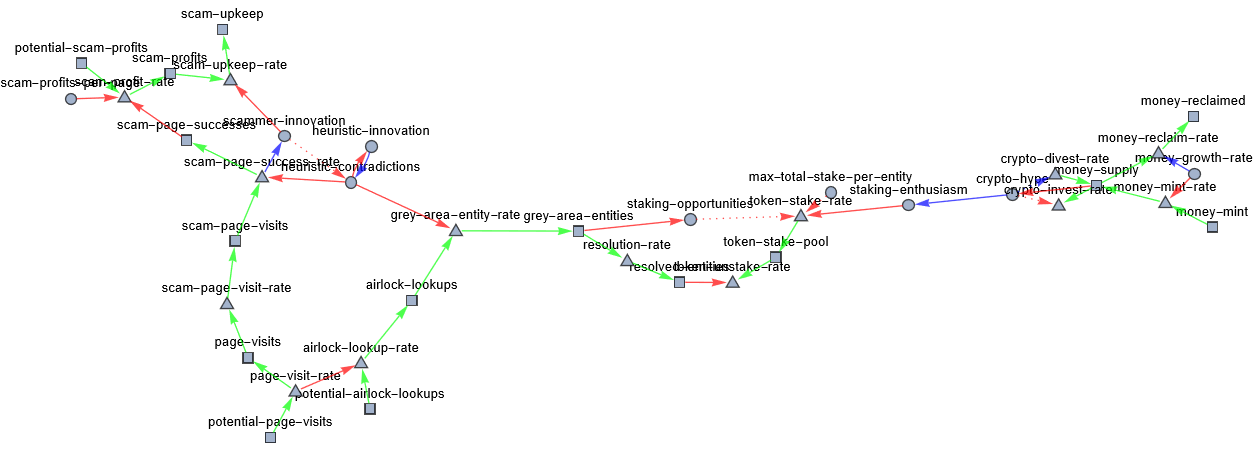 scam-upkeep
potential-scam-profits
scam-profits
scam-upkeep-rate
scam-profits-per-page
scam-profit-rate
money-reclaimed
scam-page-successes
scammer-innovation
heuristic-innovation
money-reclaim-rate
scam-page-success-rate
heuristic-contradictions
crypto-divest-rate
money-growth-rate
money-supply
max-total-stake-per-entity
crypto-hype
staking-enthusiasm
crypto-invest-rate
money-mint-rate
staking-opportunities
token-stake-rate
grey-area-entity-rate
grey-area-entities
money-mint
scam-page-visits
resolution-rate
token-stake-pool
resolved-entities
token-unstake-rate
scam-page-visit-rate
airlock-lookups
page-visits
airlock-lookup-rate
page-visit-rate
potential-airlock-lookups
potential-page-visits